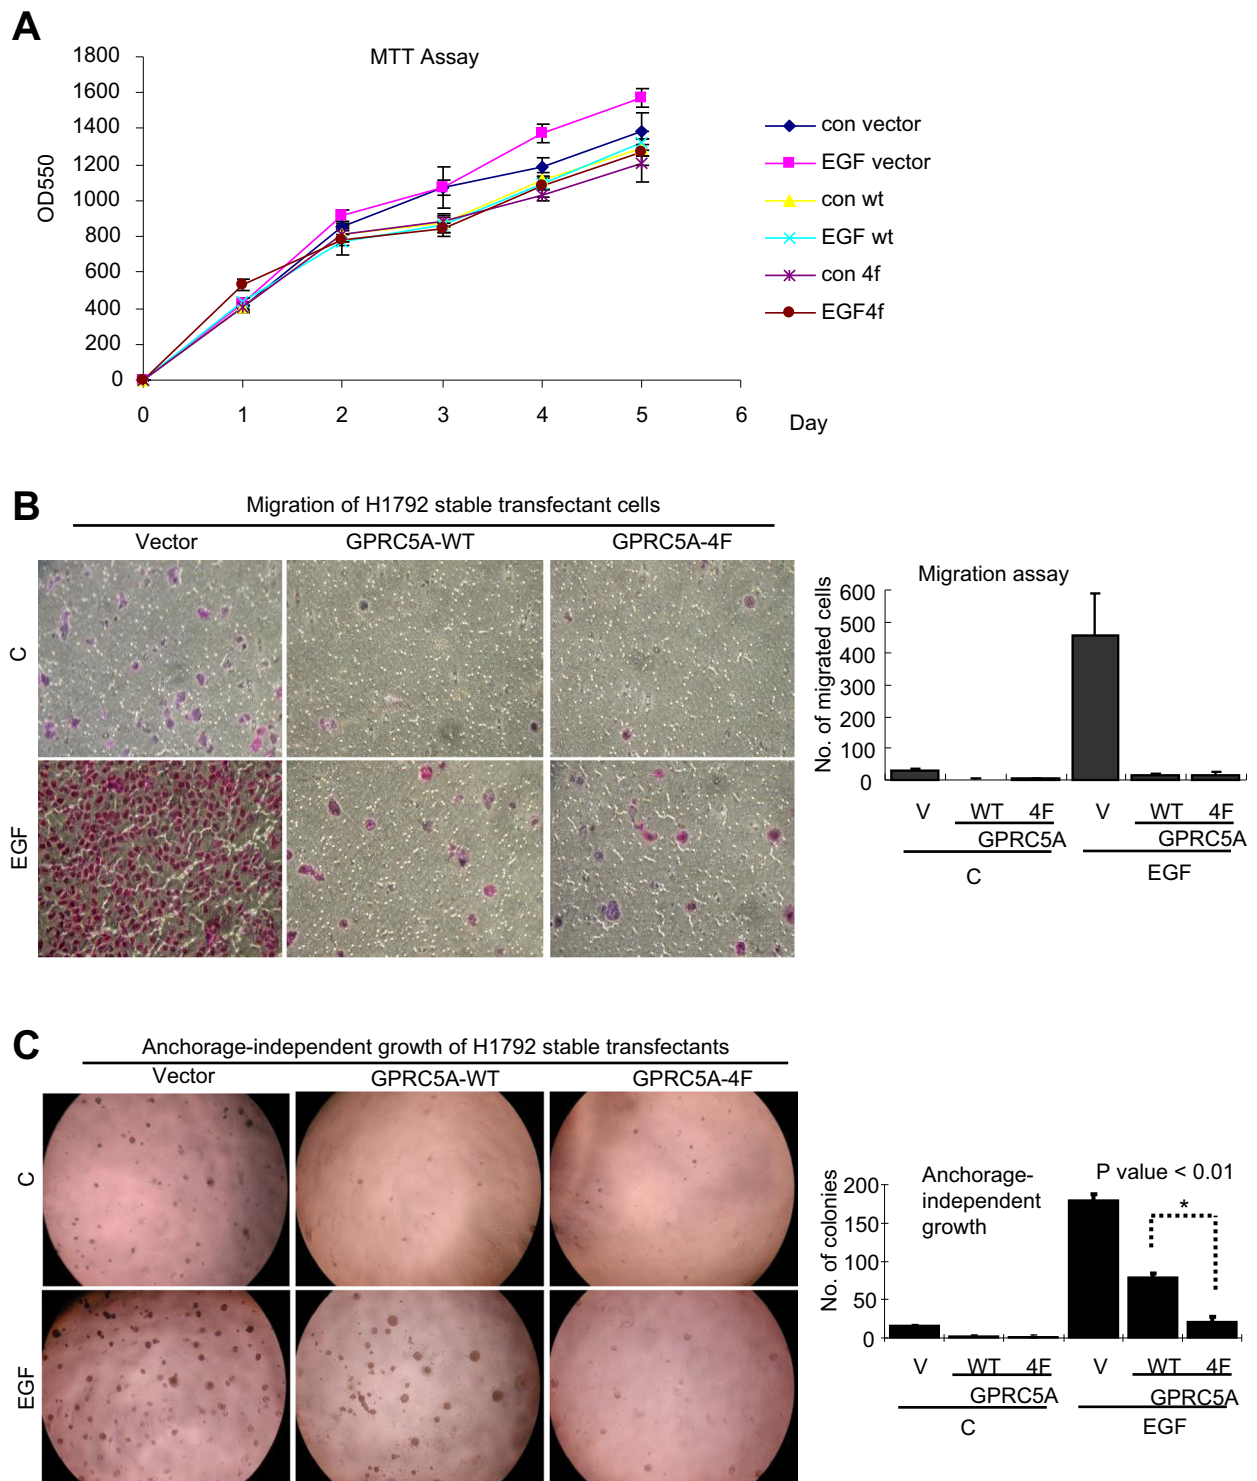 A
MTT Assay
OD550
1800
1600
1400
1200
1000
800
600
400
200
0
0 1 2 3 4 5 6
Day
con vector
EGF vector
con wt
EGF wt
con 4f
EGF4f
B
Migration of H1792 stable transfectant cells
Vector GPRC5A-WT GPRC5A-4F
C
EGF
Migration assay
No. of migrated cells
600
500
400
300
200
100
0
V WT 4F V WT 4F
GPRC5A GPRC5A
C EGF
C
Anchorage-independent growth of H1792 stable transfectants
Vector GPRC5A-WT GPRC5A-4F
C
EGF
Anchorage-
independent
growth
P value < 0.01
*
No. of colonies
200
150
100
50
0
V WT 4F V WT 4F
GPRC5A GPRC5A
C EGF